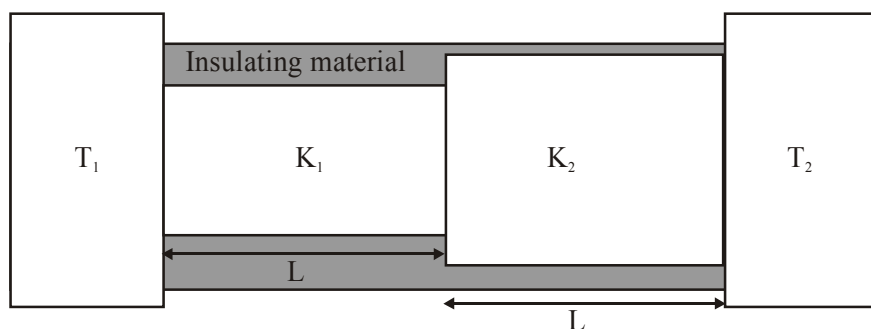 Insulating material
T₁ K₁ K₂ T₂
L
L